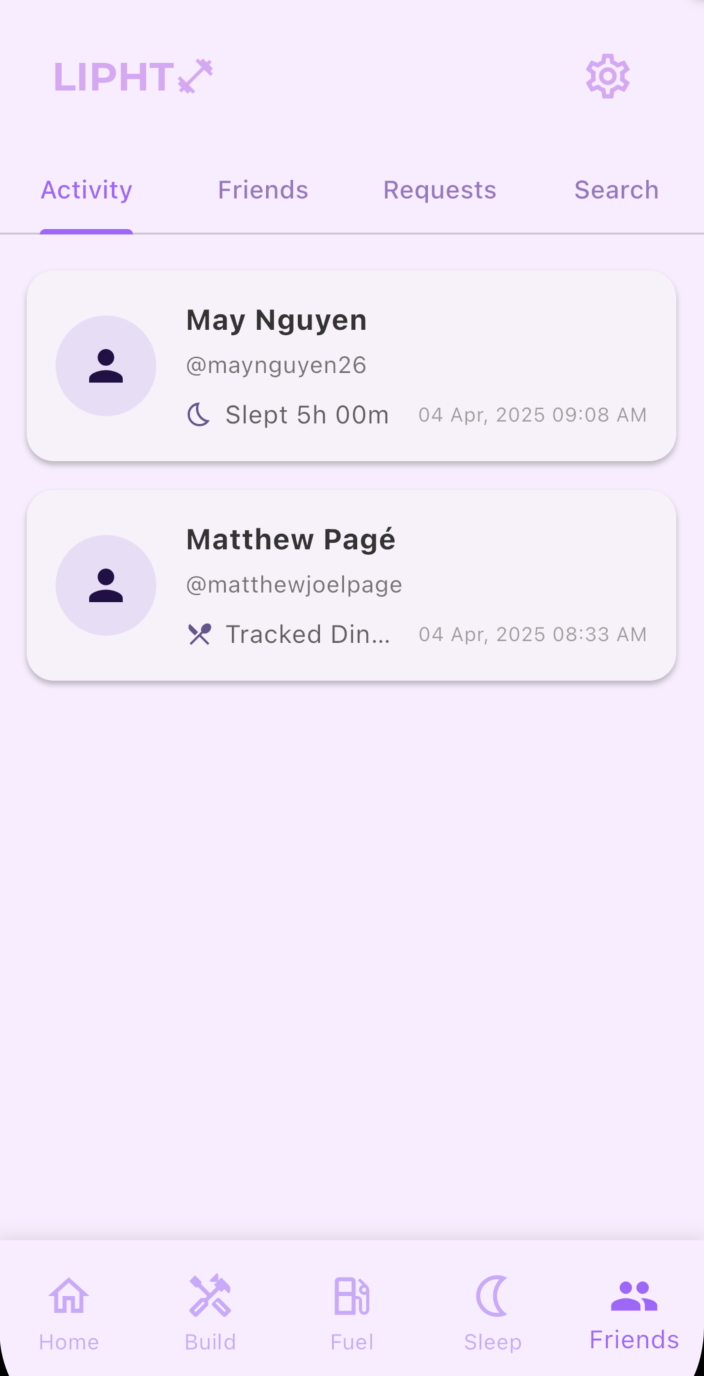 LIPHT
Activity Friends Requests Search
May Nguyen
@maynguyen26
Slept 5h 00m 04 Apr, 2025 09:08 AM
Matthew Pagé
@matthewjoelpage
Tracked Din... 04 Apr, 2025 08:33 AM
Home Build Fuel Sleep Friends